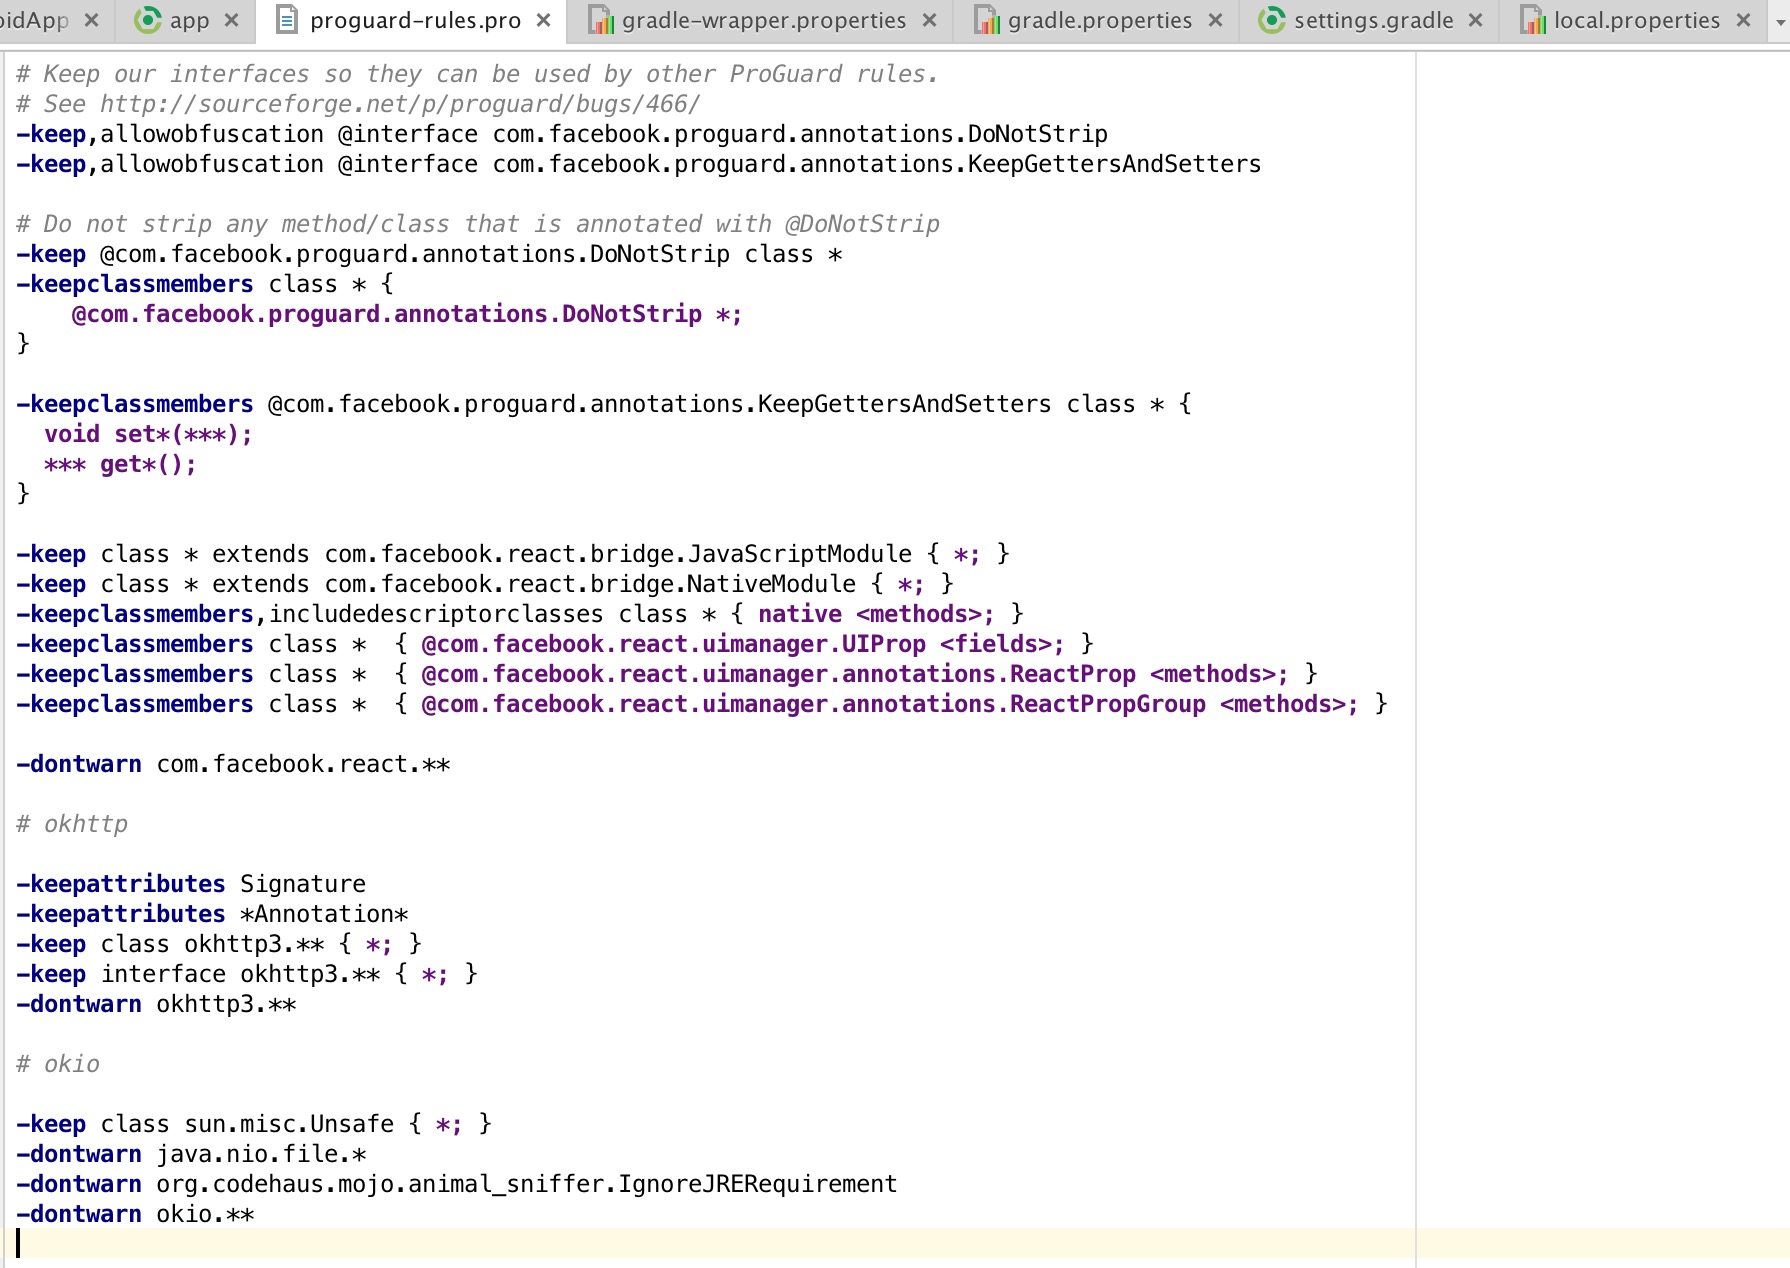 idApp
app
proguard-rules.pro
gradle-wrapper.properties
gradle.properties
settings.gradle
local.properties
# Keep our interfaces so they can be used by other ProGuard rules.
# See http://sourceforge.net/p/proguard/bugs/466/
-keep,allowobfuscation @interface com.facebook.proguard.annotations.DoNotStrip
-keep,allowobfuscation @interface com.facebook.proguard.annotations.KeepGettersAndSetters
# Do not strip any method/class that is annotated with @DoNotStrip
-keep @com.facebook.proguard.annotations.DoNotStrip class *
-keepclassmembers class * {
    @com.facebook.proguard.annotations.DoNotStrip *;
}
-keepclassmembers @com.facebook.proguard.annotations.KeepGettersAndSetters class * {
  void set*(***);
  *** get*();
}
-keep class * extends com.facebook.react.bridge.JavaScriptModule { *; }
-keep class * extends com.facebook.react.bridge.NativeModule { *; }
-keepclassmembers,includedescriptorclasses class * { native <methods>; }
-keepclassmembers class *  { @com.facebook.react.uimanager.UIProp <fields>; }
-keepclassmembers class *  { @com.facebook.react.uimanager.annotations.ReactProp <methods>; }
-keepclassmembers class *  { @com.facebook.react.uimanager.annotations.ReactPropGroup <methods>; }
-dontwarn com.facebook.react.**
# okhttp
-keepattributes Signature
-keepattributes *Annotation*
-keep class okhttp3.** { *; }
-keep interface okhttp3.** { *; }
-dontwarn okhttp3.**
# okio
-keep class sun.misc.Unsafe { *; }
-dontwarn java.nio.file.*
-dontwarn org.codehaus.mojo.animal_sniffer.IgnoreJRERequirement
-dontwarn okio.**